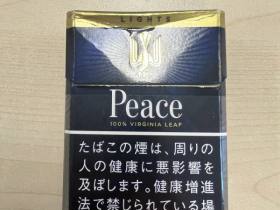 LIGHTS
Peace
100% VIRGINIA LEAF
たばこの煙は、周りの
人の健康に悪影響を
及ぼします。健康増進
法で禁じられている場